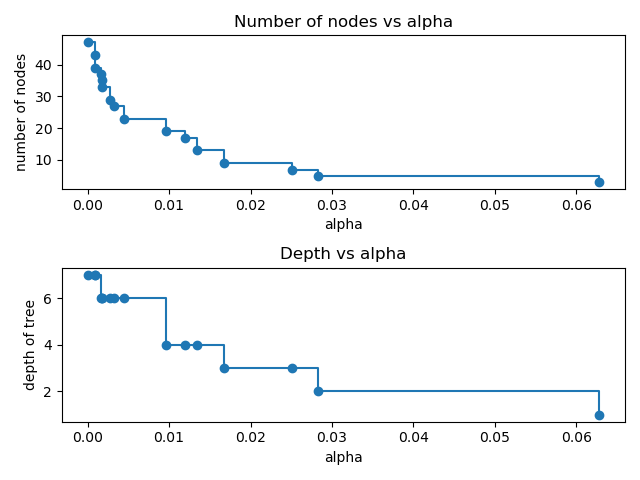 Number of nodes vs alpha
number of nodes
40
30
20
10
0.00 0.01 0.02 0.03 0.04 0.05 0.06
alpha
Depth vs alpha
depth of tree
6
4
2
0.00 0.01 0.02 0.03 0.04 0.05 0.06
alpha